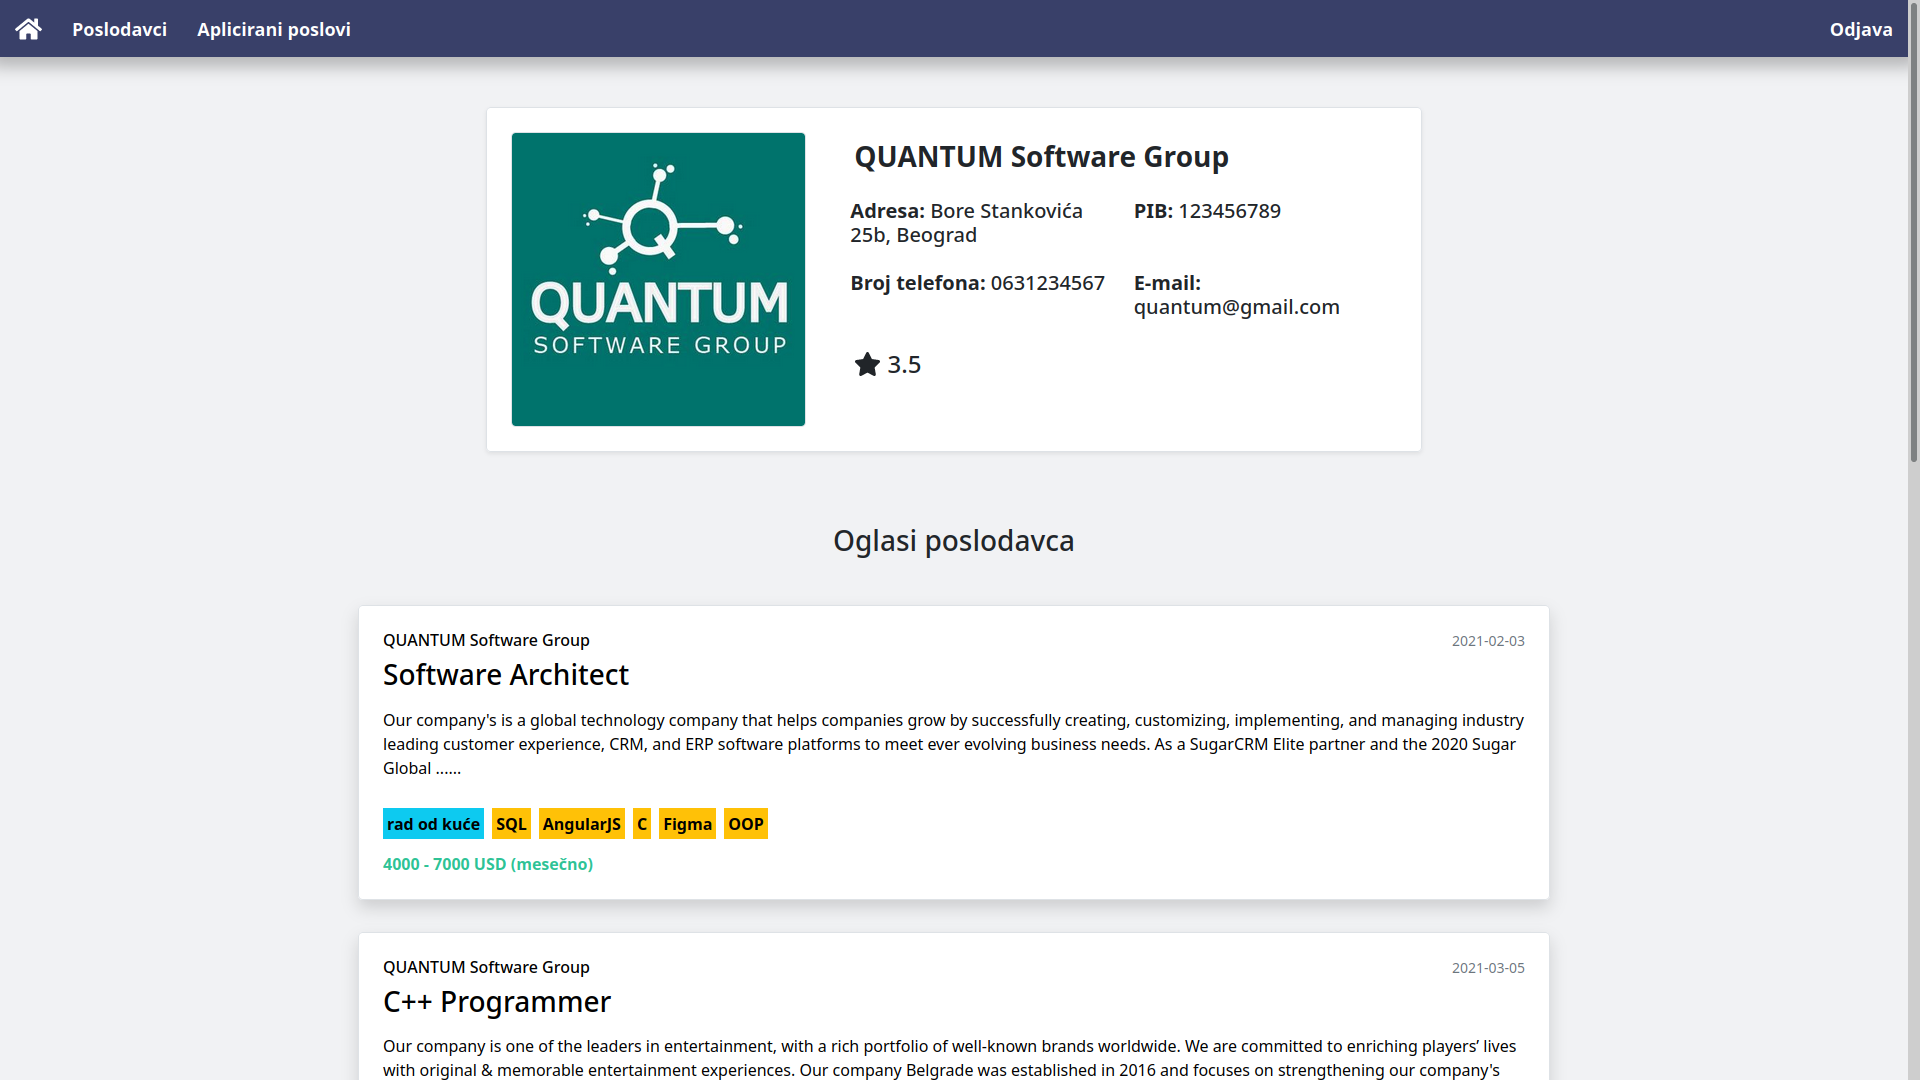 Poslodavci
Aplicirani poslovi
Odjava
QUANTUM
SOFTWARE GROUP
QUANTUM Software Group
Adresa: Bore Stankovića
25b, Beograd
PIB: 123456789
Broj telefona: 0631234567
E-mail:
quantum@gmail.com
3.5
Oglasi poslodavca
QUANTUM Software Group
2021-02-03
Software Architect
Our company's is a global technology company that helps companies grow by successfully creating, customizing, implementing, and managing industry
leading customer experience, CRM, and ERP software platforms to meet ever evolving business needs. As a SugarCRM Elite partner and the 2020 Sugar
Global ......
rad od kuće SQL AngularJS C Figma OOP
4000 - 7000 USD (mesečno)
QUANTUM Software Group
2021-03-05
C++ Programmer
Our company is one of the leaders in entertainment, with a rich portfolio of well-known brands worldwide. We are committed to enriching players’ lives
with original & memorable entertainment experiences. Our company Belgrade was established in 2016 and focuses on strengthening our company's